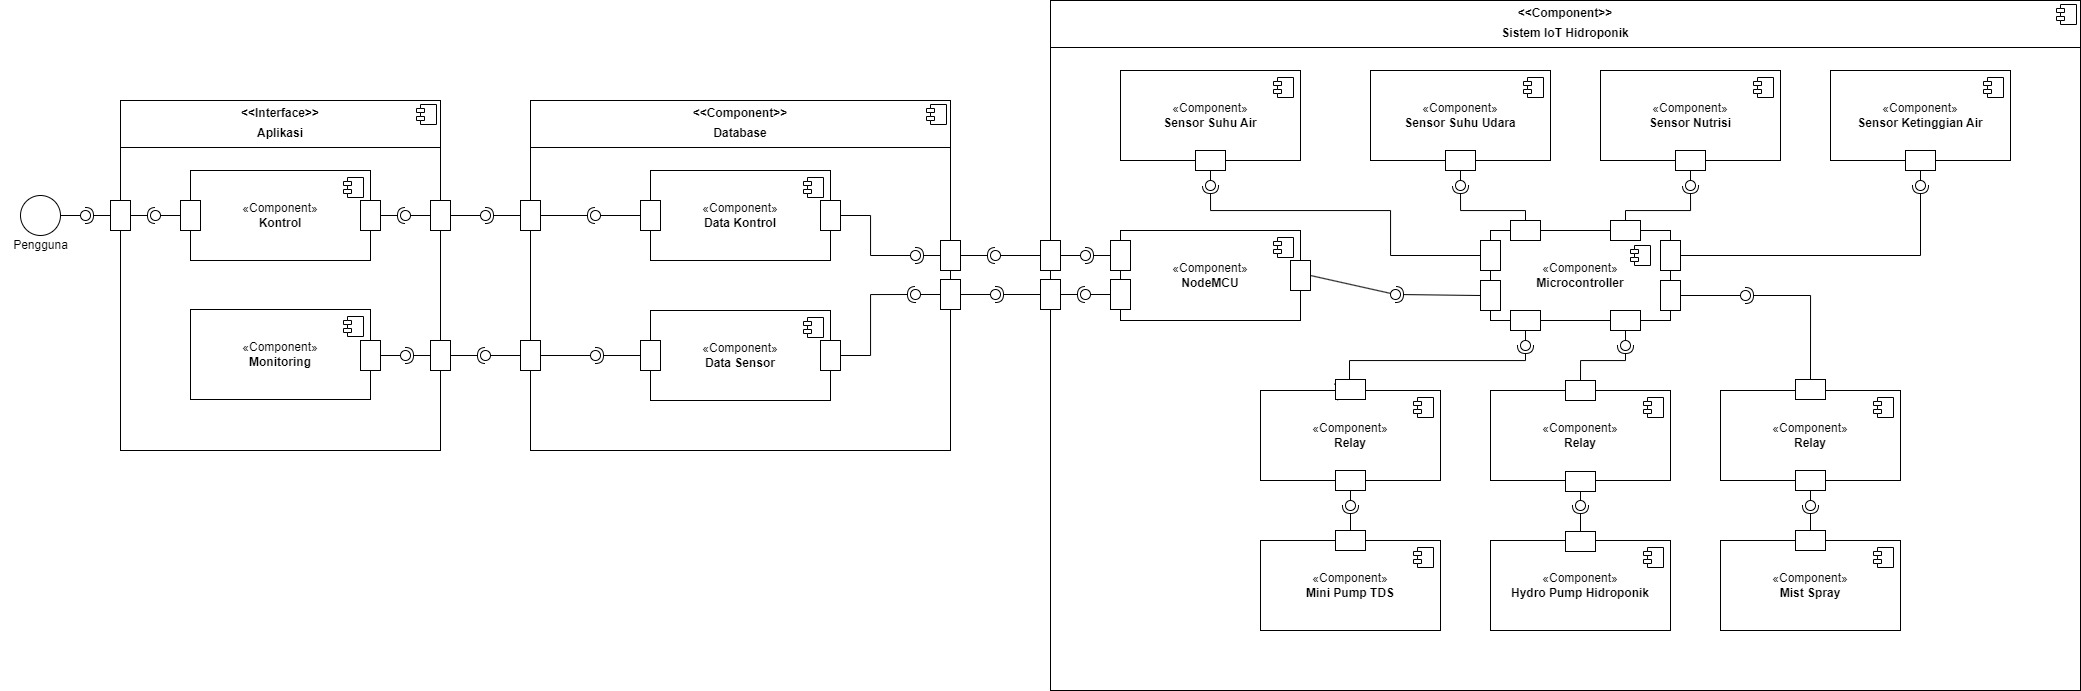 <<Component>>
Sistem IoT Hidroponik
<<Interface>>
Aplikasi
<<Component>>
Database
«Component»
Sensor Suhu Air
«Component»
Sensor Suhu Udara
«Component»
Sensor Nutrisi
«Component»
Sensor Ketinggian Air
Pengguna
«Component»
Kontrol
«Component»
Data Kontrol
«Component»
NodeMCU
«Component»
Microcontroller
«Component»
Monitoring
«Component»
Data Sensor
«Component»
Relay
«Component»
Relay
«Component»
Relay
«Component»
Mini Pump TDS
«Component»
Hydro Pump Hidroponik
«Component»
Mist Spray